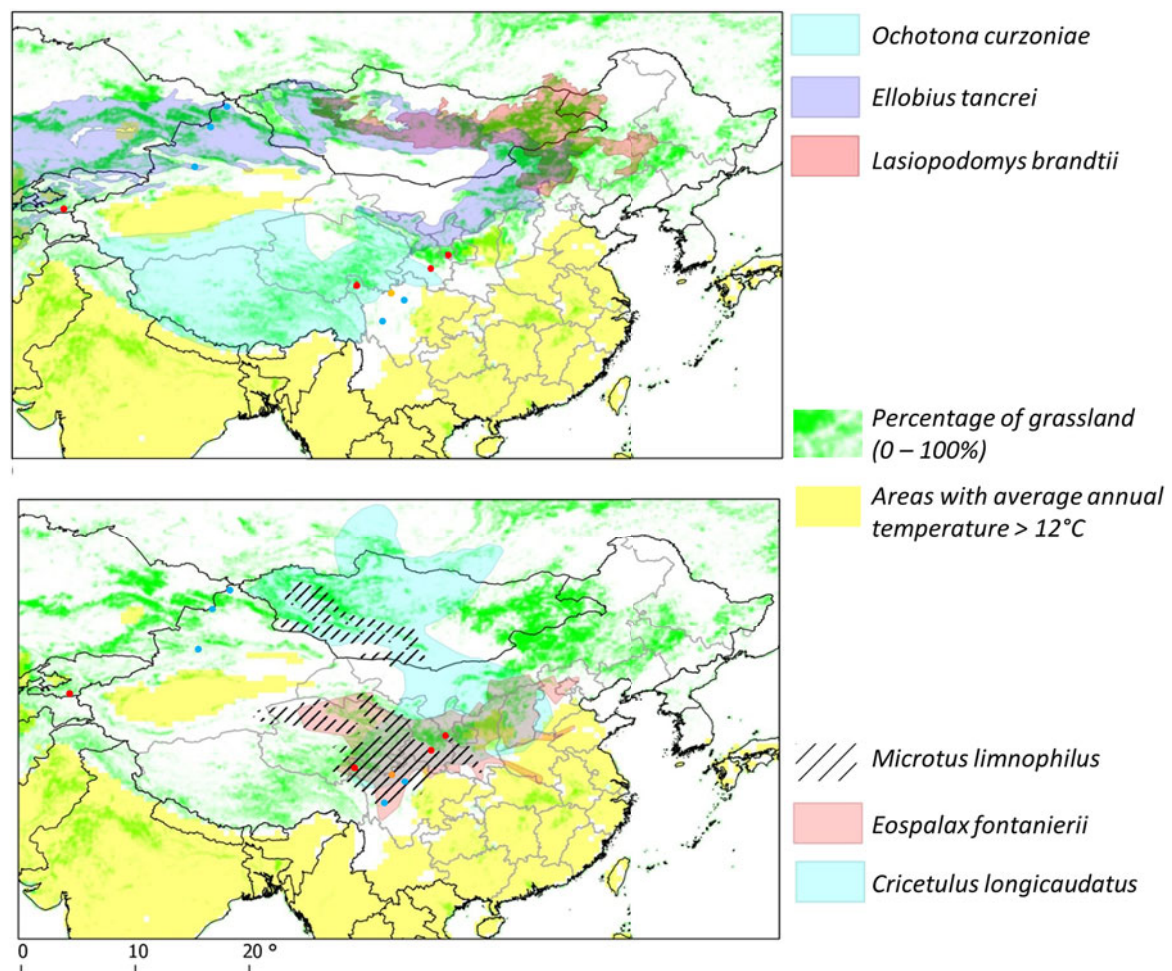 Ochotona curzoniae
Ellobius tancrei
Lasiopodomys brandtii
Percentage of grassland
(0 – 100%)
Areas with average annual
temperature > 12°C
Microtus limnophilus
Eospalax fontanierii
Cricetulus longicaudatus
0 10 20 °